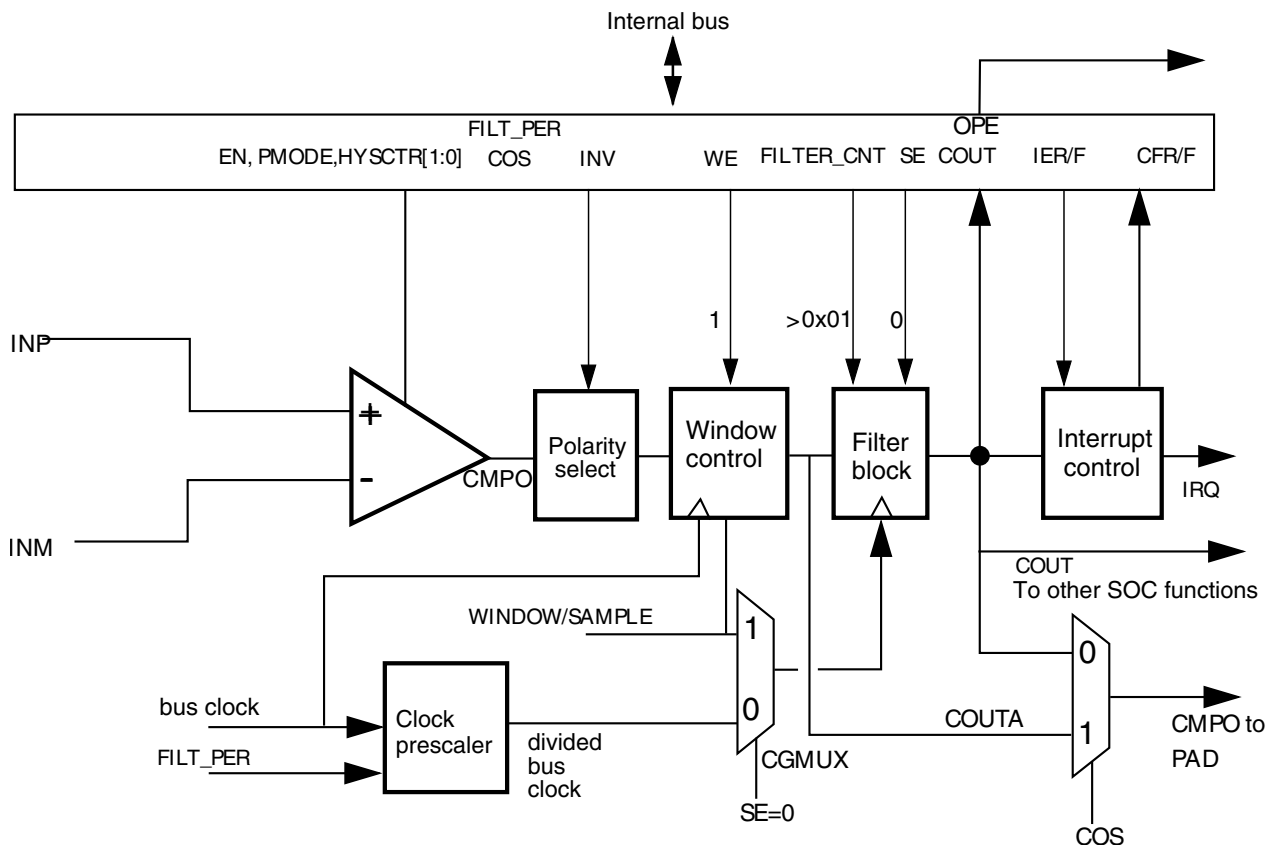 Internal bus
FILT_PER
OPE
EN, PMODE,HYSCTR[1:0]
COS
INV
WE
FILTER_CNT
SE
COUT
IER/F
CFR/F
1
>0x01
0
INP
+
-
INM
CMPO
Polarity
select
Window
control
Filter
block
Interrupt
control
IRQ
COUT
To other SOC functions
WINDOW/SAMPLE
1
0
CGMUX
SE=0
bus clock
FILT_PER
Clock
prescaler
divided
bus
clock
COUTA
0
1
COS
CMPO to
PAD